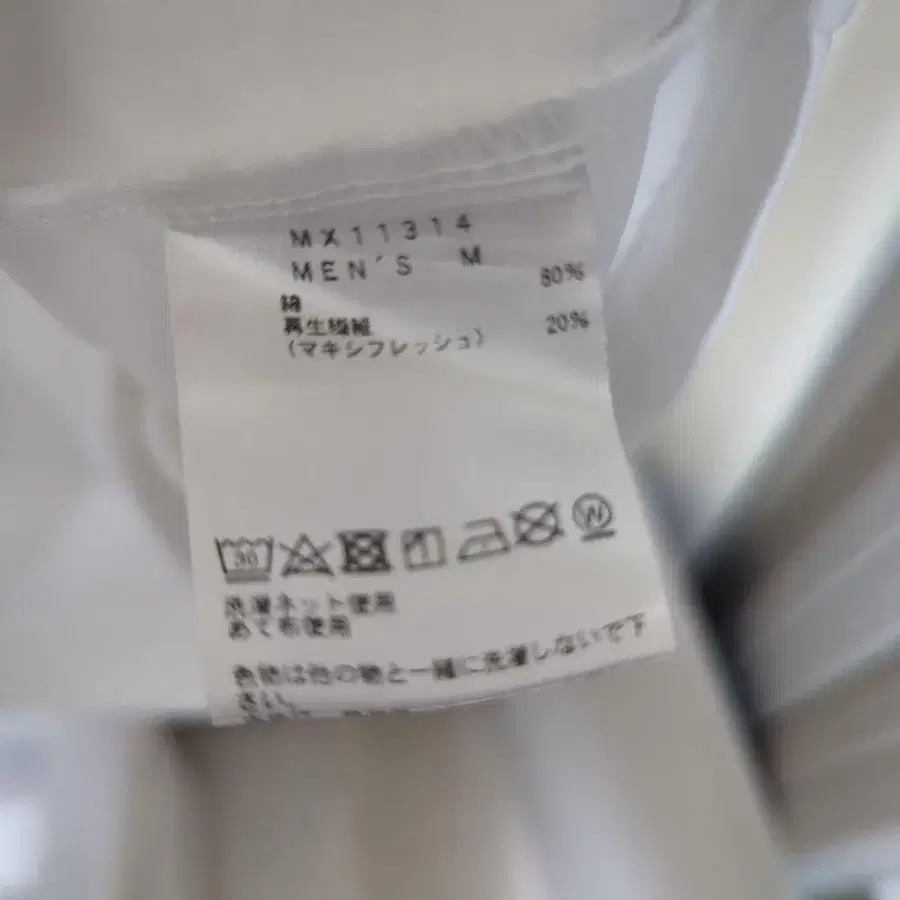 MX11314
MEN'S M
綿 80%
再生繊維 20%
(マキシフレッシュ)
30
W
洗濯ネット使用
あて布使用
色物は他の物と一緒に洗濯しないで下
さい。